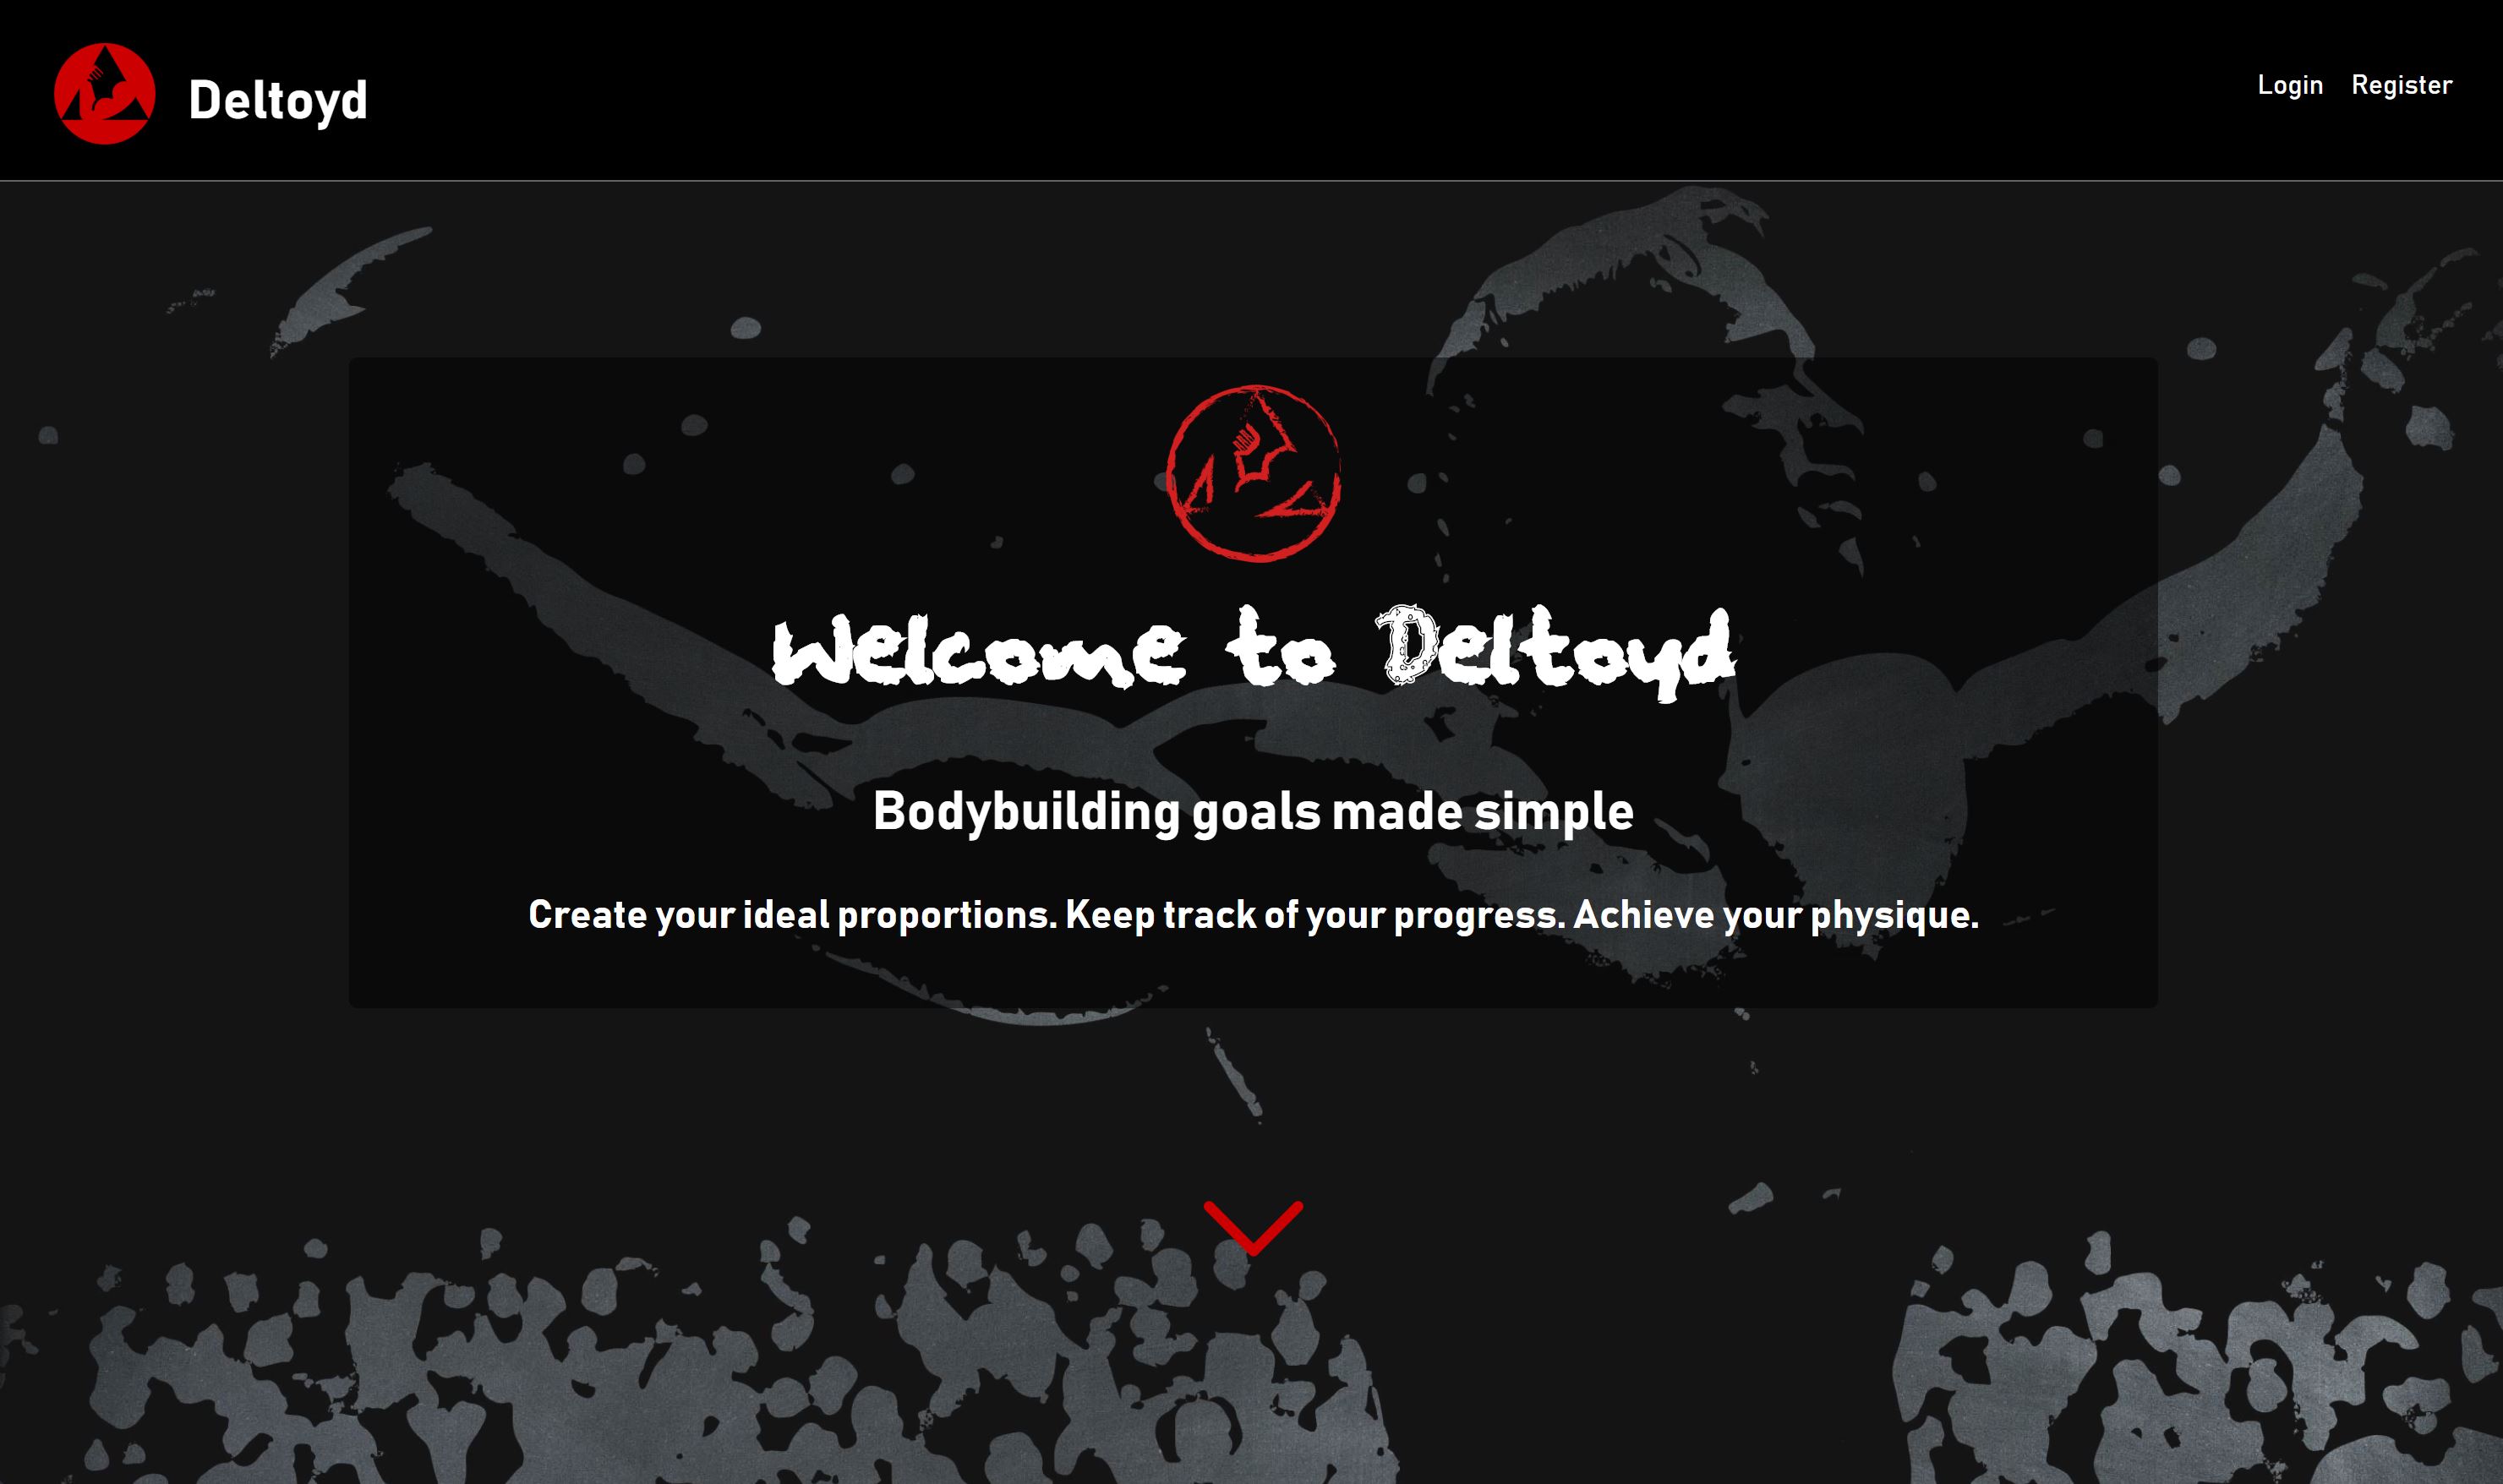 Deltoyd
Login Register
Welcome to Deltoyd
Bodybuilding goals made simple
Create your ideal proportions. Keep track of your progress. Achieve your physique.